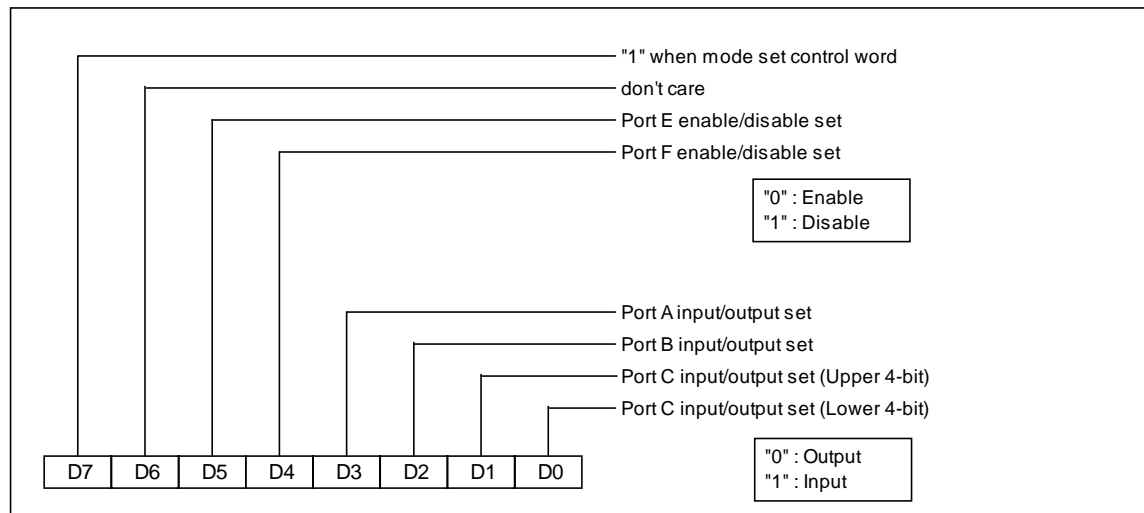 "1" when mode set control word
don't care
Port E enable/disable set
Port F enable/disable set
"0" : Enable
"1" : Disable
Port A input/output set
Port B input/output set
Port C input/output set (Upper 4-bit)
Port C input/output set (Lower 4-bit)
D7 D6 D5 D4 D3 D2 D1 D0
"0" : Output
"1" : Input